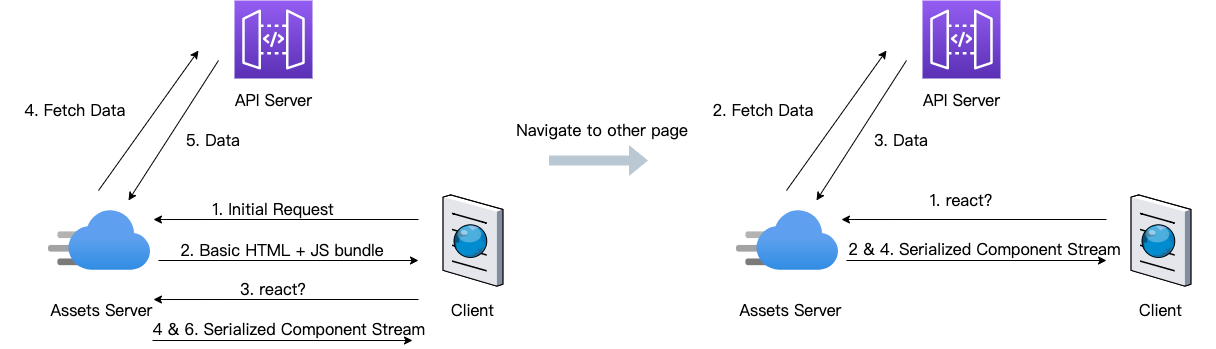 API Server
4. Fetch Data
5. Data
1. Initial Request
2. Basic HTML + JS bundle
3. react?
Assets Server
Client
4 & 6. Serialized Component Stream
Navigate to other page
API Server
2. Fetch Data
3. Data
1. react?
2 & 4. Serialized Component Stream
Assets Server
Client